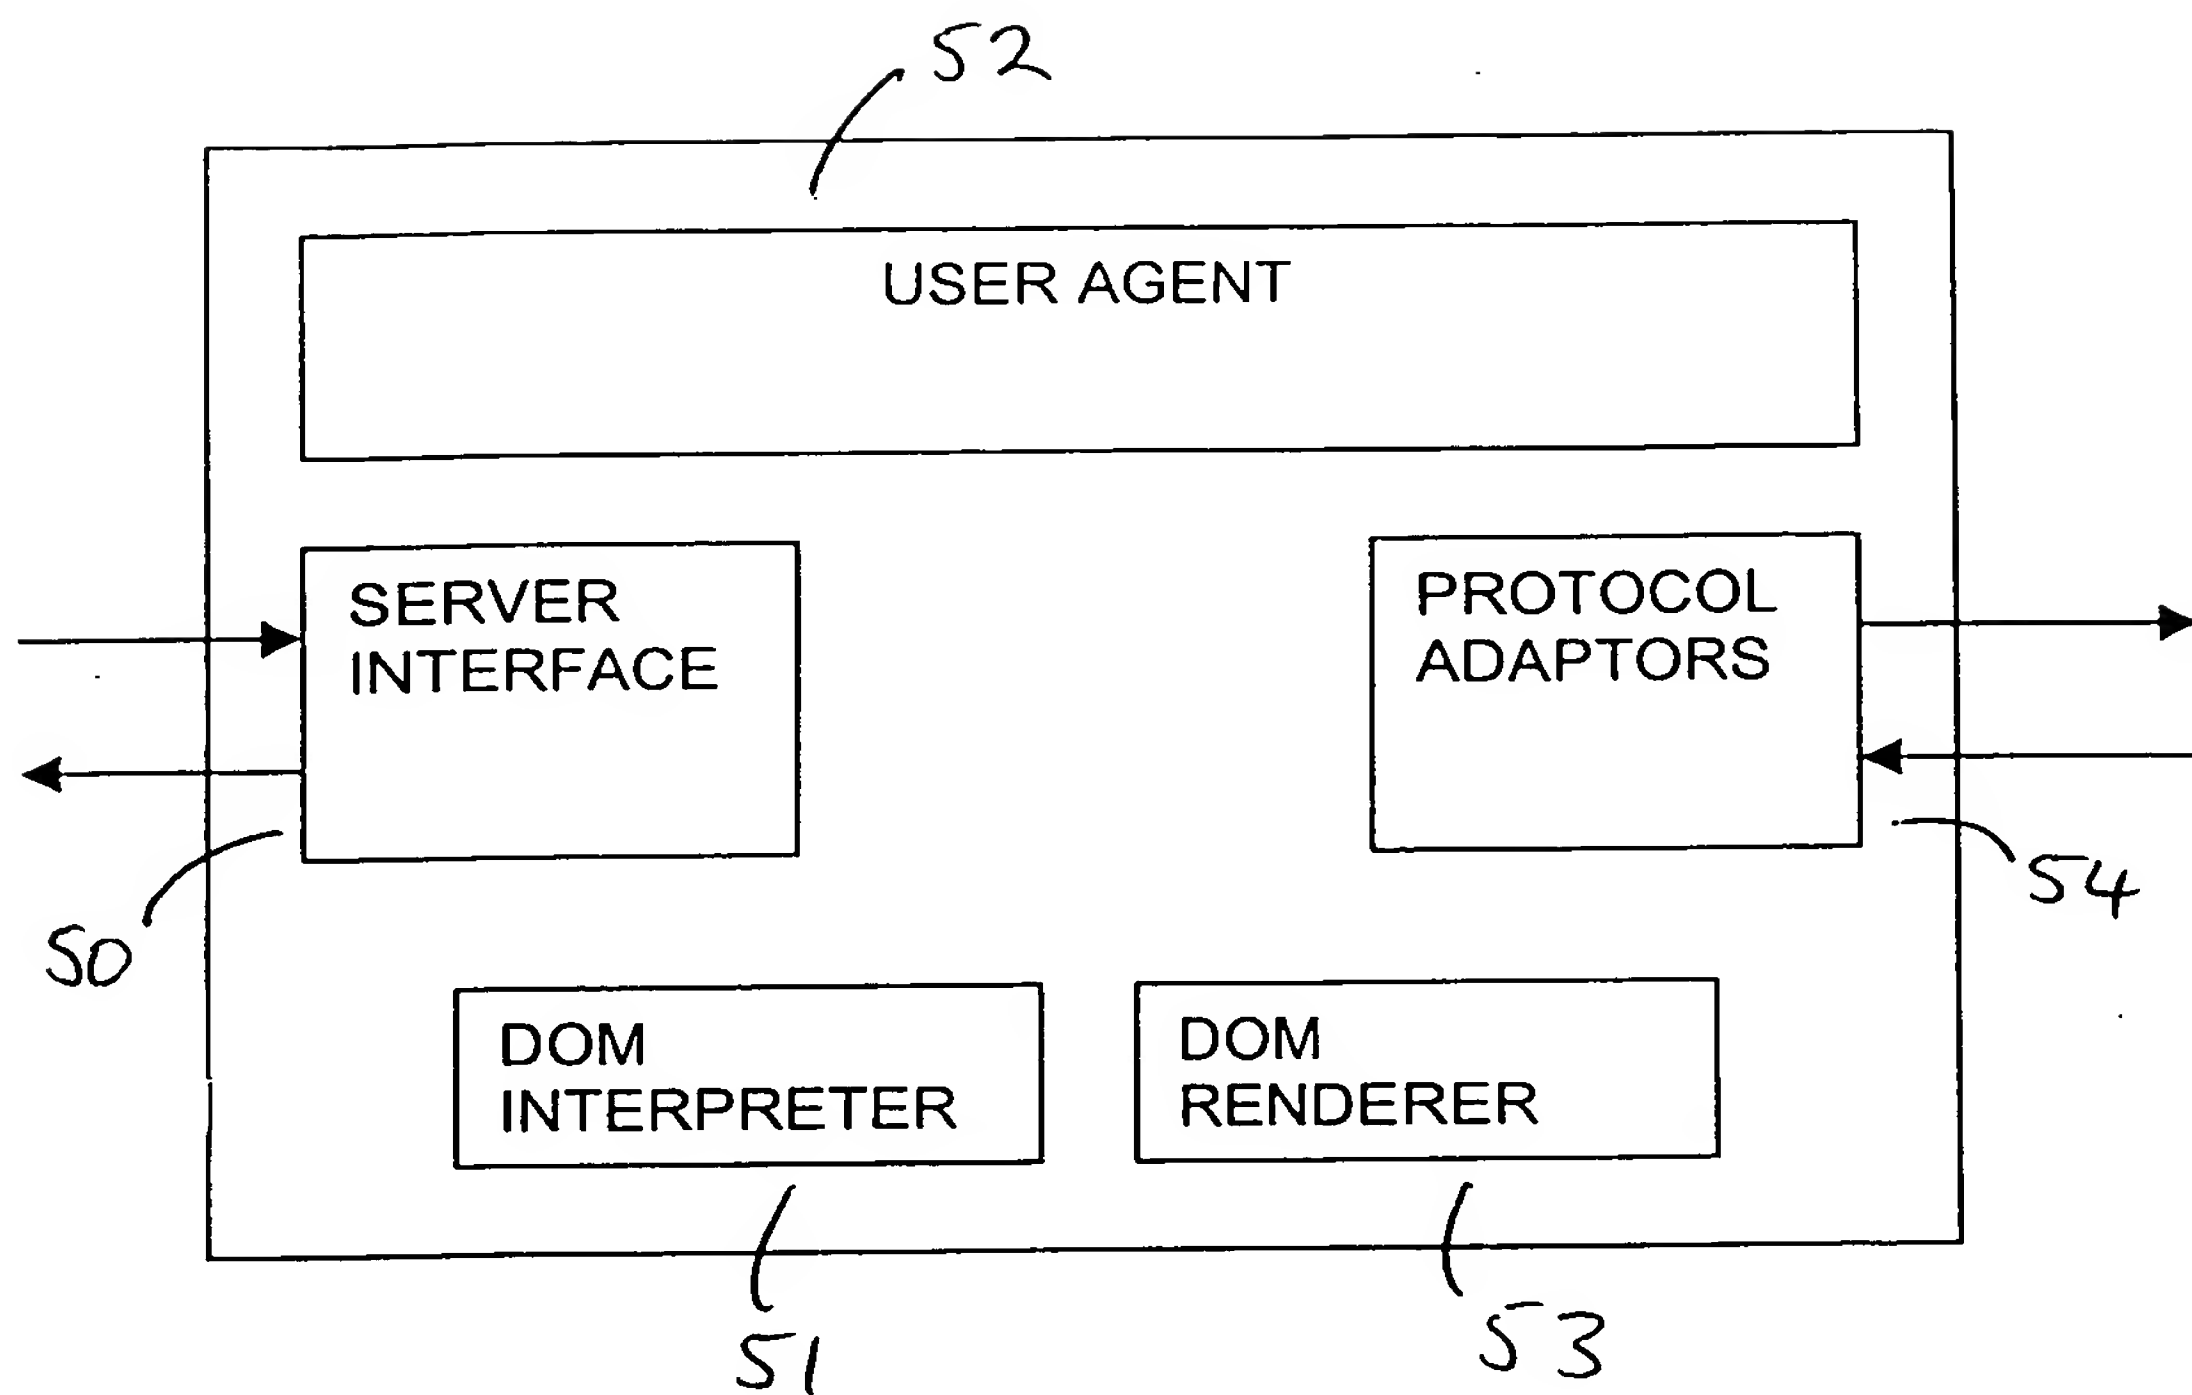 52
USER AGENT
SERVER
INTERFACE
PROTOCOL
ADAPTORS
50
54
DOM
INTERPRETER
DOM
RENDERER
51
53